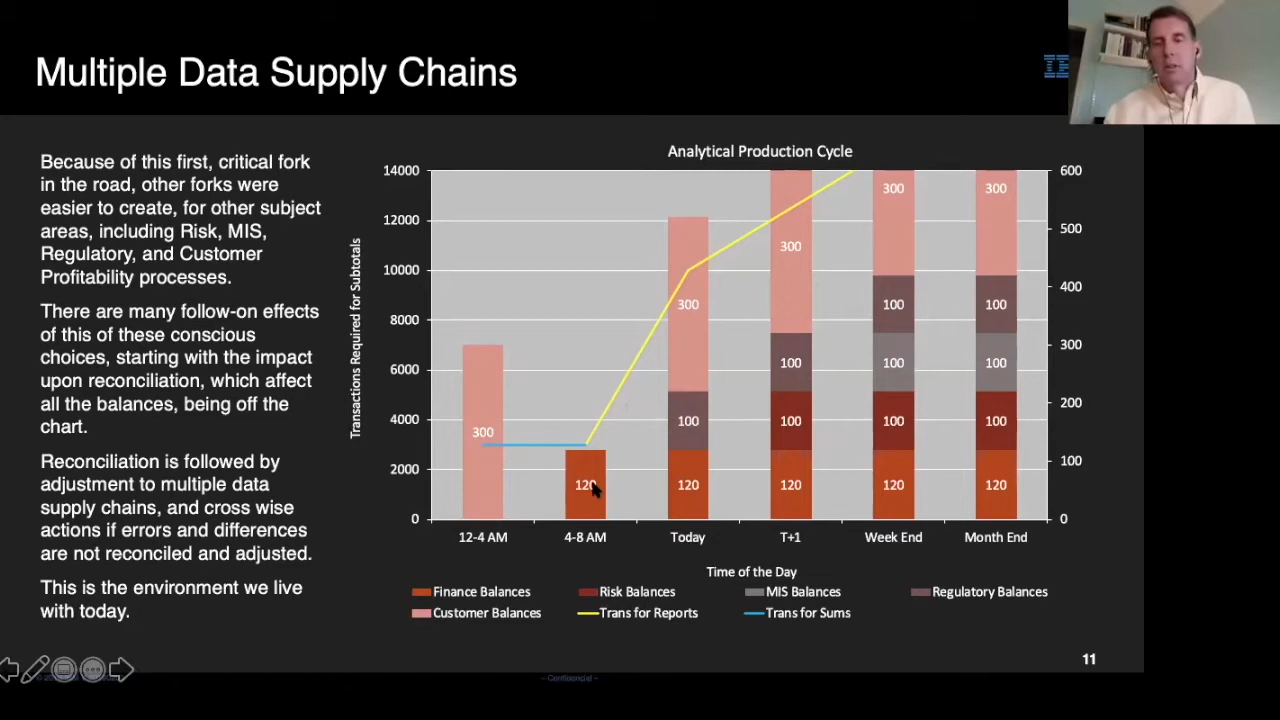 Multiple Data Supply Chains
Because of this first, critical fork
in the road, other forks were
easier to create, for other subject
areas, including Risk, MIS,
Regulatory, and Customer
Profitability processes.
There are many follow-on effects
of this of these conscious
choices, starting with the impact
upon reconciliation, which affect
all the balances, being off the
chart.
Reconciliation is followed by
adjustment to multiple data
supply chains, and cross wise
actions if errors and differences
are not reconciled and adjusted.
This is the environment we live
with today.
Analytical Production Cycle
Transactions Required for Subtotals
14000
12000
10000
8000
6000
4000
2000
0
600
500
400
300
200
100
0
300
120
300
100
120
300
100
100
120
300
100
100
100
120
300
100
100
100
120
12-4 AM 4-8 AM Today T+1 Week End Month End
Time of the Day
Finance Balances Risk Balances MIS Balances Regulatory Balances
Customer Balances Trans for Reports Trans for Sums
11
– Confidential –